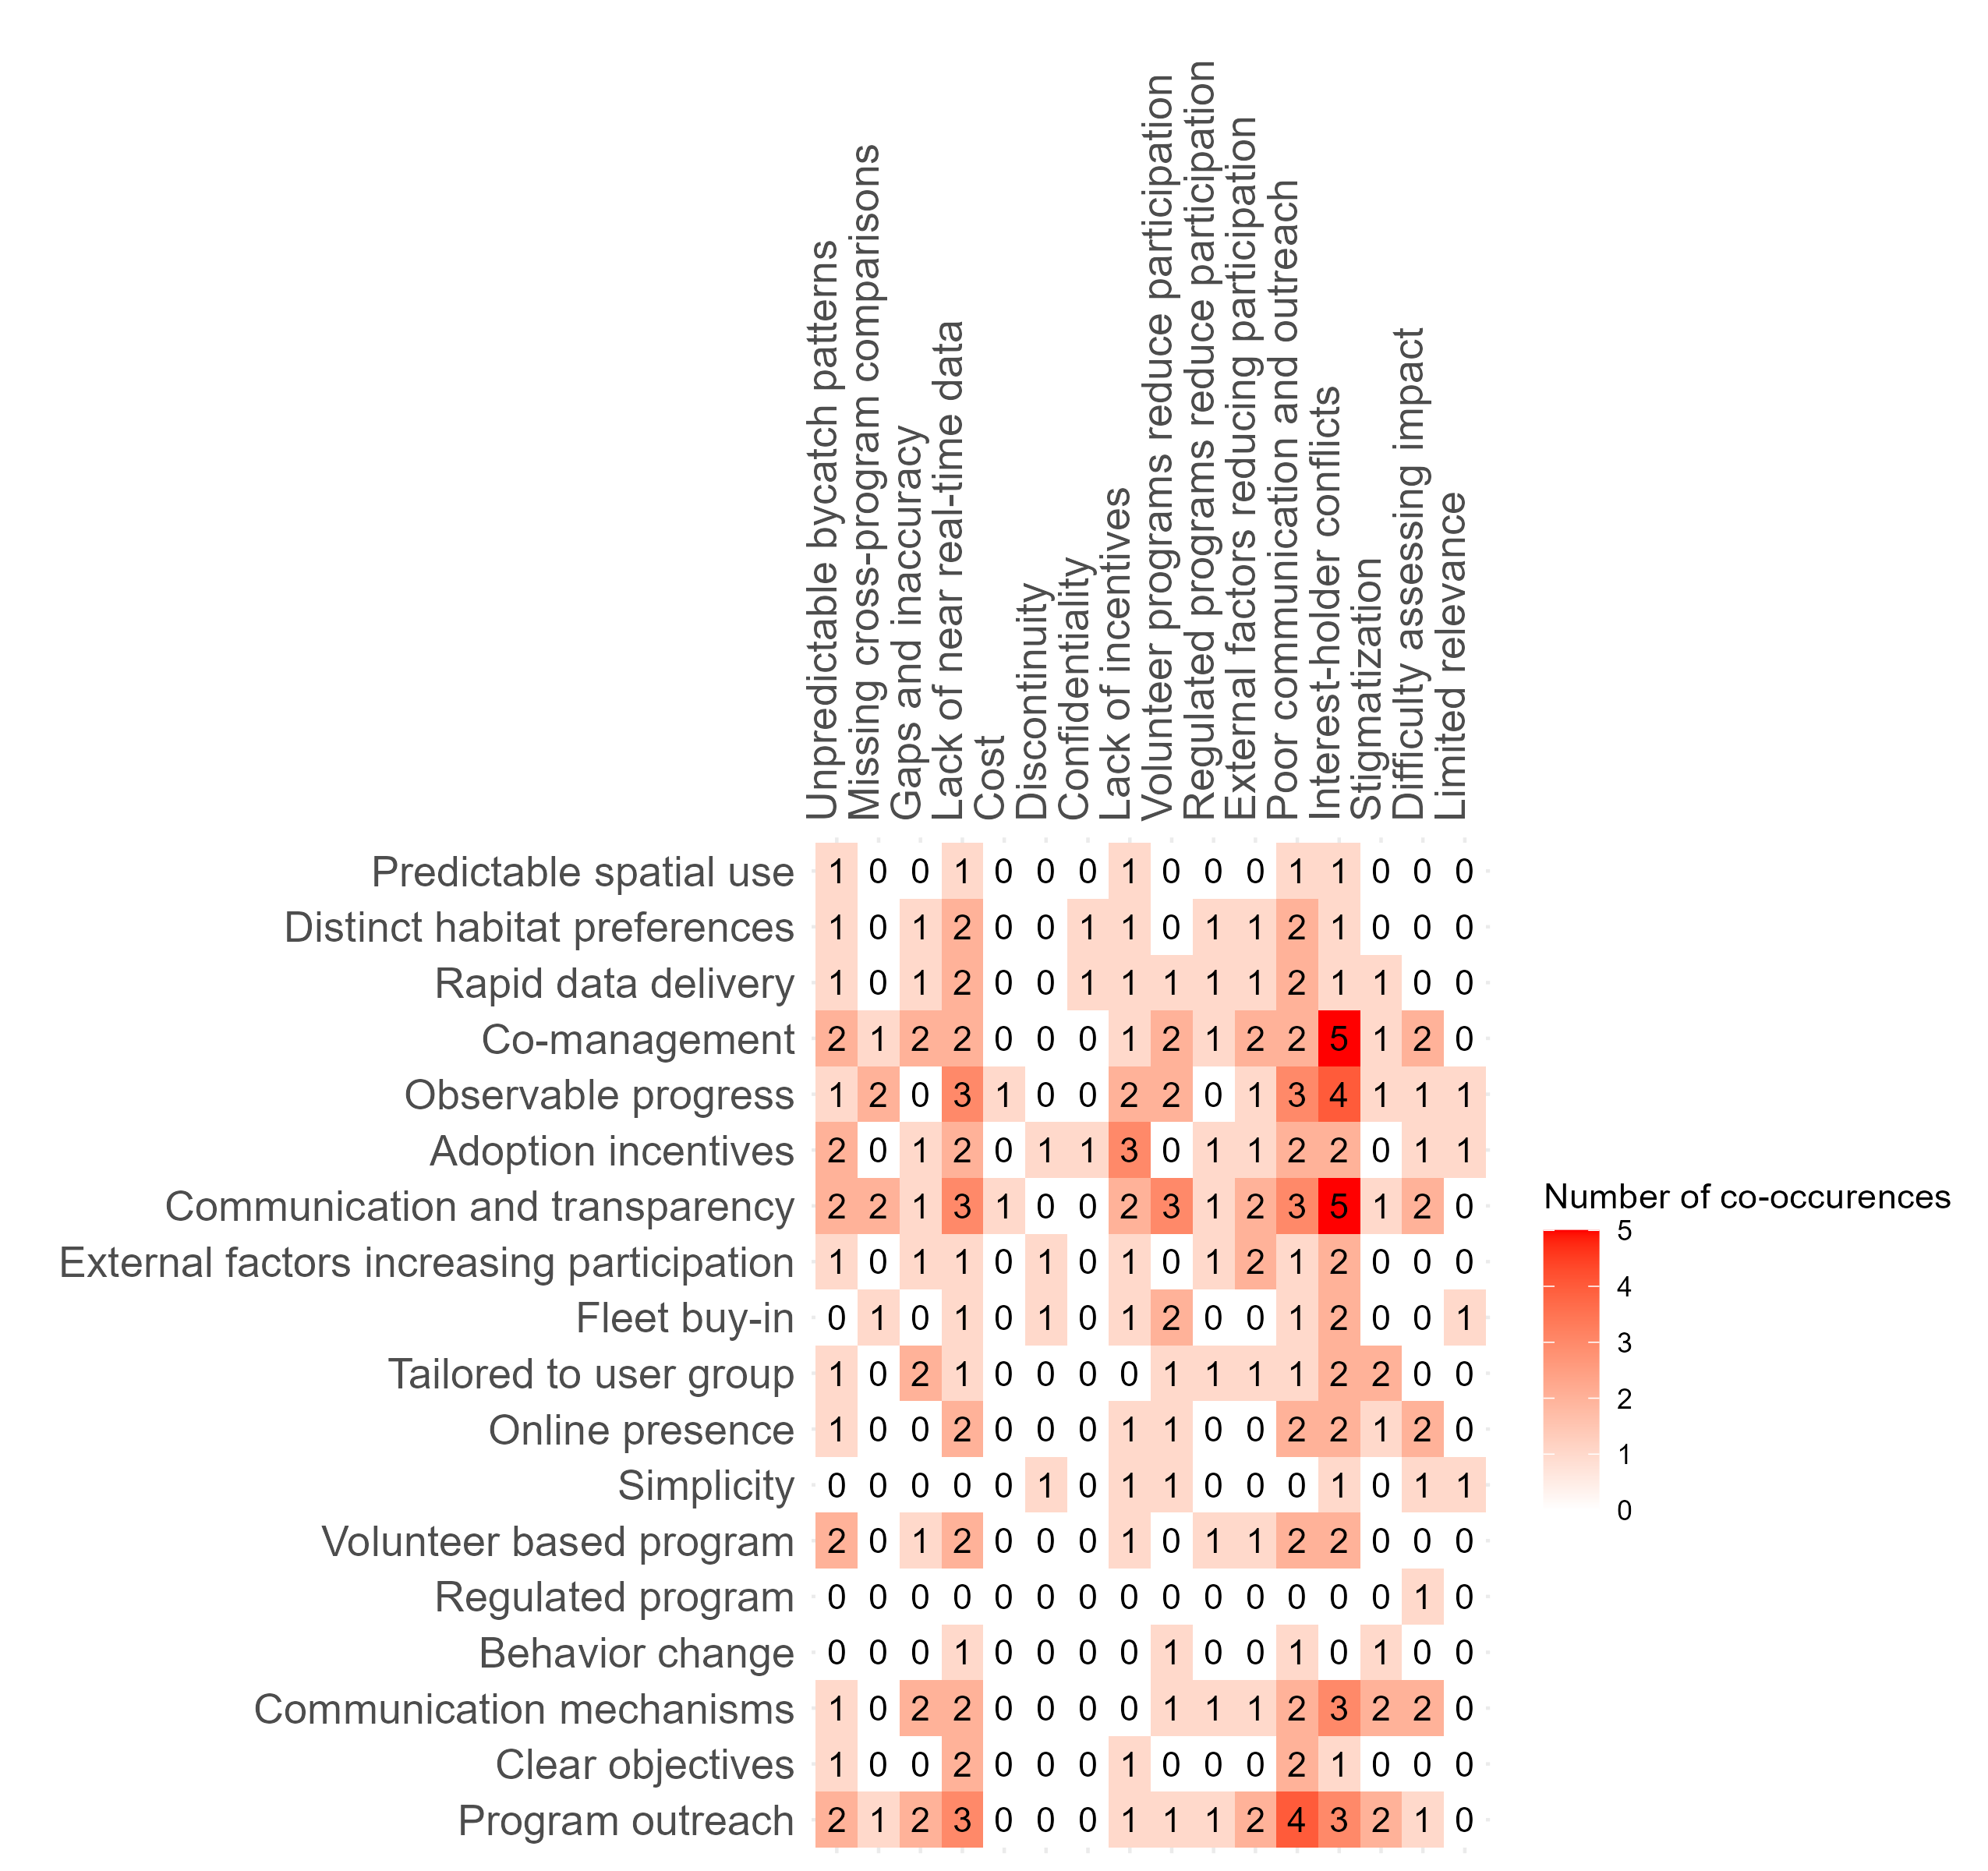 Unpredictable bycatch patterns
Missing cross-program comparisons
Gaps and inaccuracy
Lack of near real-time data
Cost
Discontinuity
Confidentiality
Lack of incentives
Volunteer programs reduce participation
Regulated programs reduce participation
External factors reducing participation
Poor communication and outreach
Interest-holder conflicts
Stigmatization
Difficulty assessing impact
Limited relevance
Predictable spatial use 1 0 0 1 0 0 0 1 0 0 0 1 1 0 0 0
Distinct habitat preferences 1 0 1 2 0 0 1 1 0 1 1 2 1 0 0 0
Rapid data delivery 1 0 1 2 0 0 1 1 1 1 1 2 1 1 0 0
Co-management 2 1 2 2 0 0 0 1 2 1 2 2 5 1 2 0
Observable progress 1 2 0 3 1 0 0 2 2 0 1 3 4 1 1 1
Adoption incentives 2 0 1 2 0 1 1 3 0 1 1 2 2 0 1 1
Communication and transparency 2 2 1 3 1 0 0 2 3 1 2 3 5 1 2 0
External factors increasing participation 1 0 1 1 0 1 0 1 0 1 2 1 2 0 0 0
Fleet buy-in 0 1 0 1 0 1 0 1 2 0 0 1 2 0 0 1
Tailored to user group 1 0 2 1 0 0 0 0 1 1 1 1 2 2 0 0
Online presence 1 0 0 2 0 0 0 1 1 0 0 2 2 1 2 0
Simplicity 0 0 0 0 0 1 0 1 1 0 0 0 1 0 1 1
Volunteer based program 2 0 1 2 0 0 0 1 0 1 1 2 2 0 0 0
Regulated program 0 0 0 0 0 0 0 0 0 0 0 0 0 0 1 0
Behavior change 0 0 0 1 0 0 0 0 1 0 0 1 0 1 0 0
Communication mechanisms 1 0 2 2 0 0 0 0 1 1 1 2 3 2 2 0
Clear objectives 1 0 0 2 0 0 0 1 0 0 0 2 1 0 0 0
Program outreach 2 1 2 3 0 0 0 1 1 1 2 4 3 2 1 0
Number of co-occurences
5
4
3
2
1
0